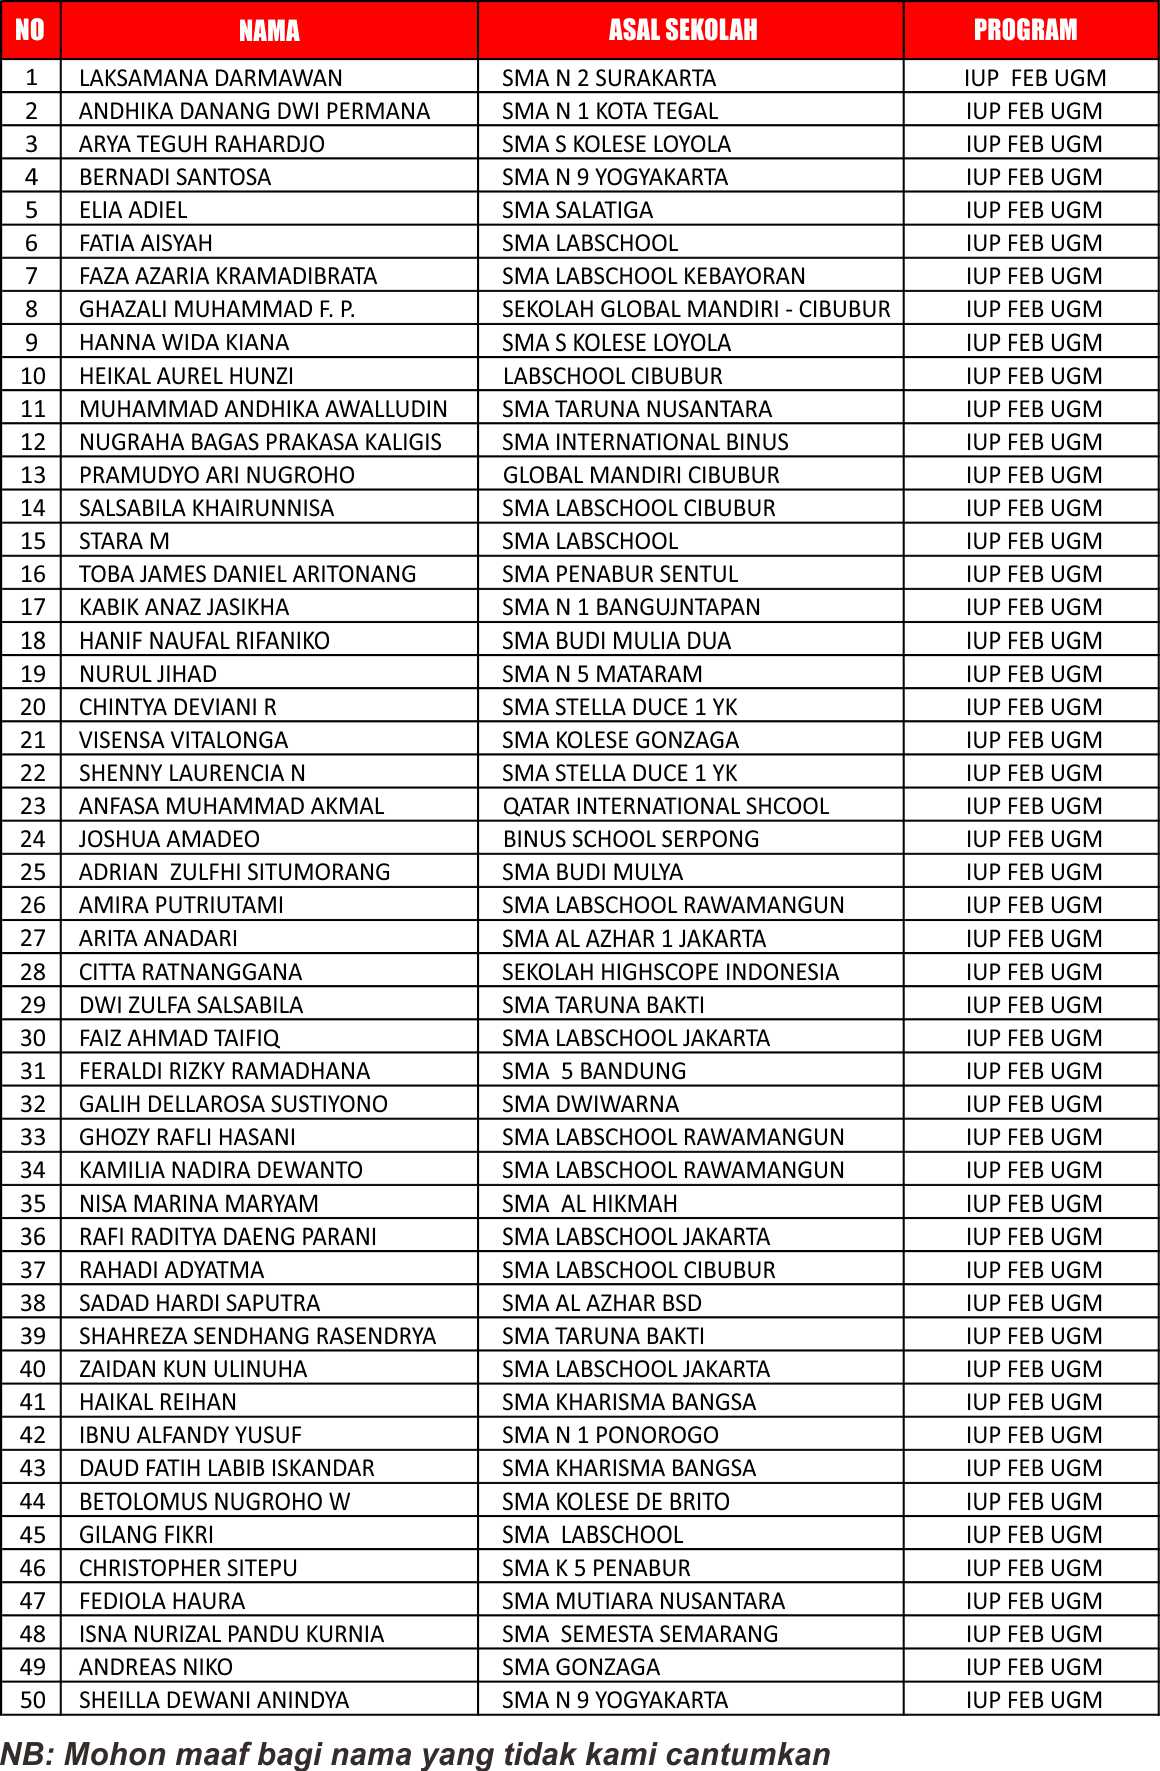 NO NAMA ASAL SEKOLAH PROGRAM
1 LAKSAMANA DARMAWAN SMA N 2 SURAKARTA IUP  FEB UGM
2 ANDHIKA DANANG DWI PERMANA SMA N 1 KOTA TEGAL IUP FEB UGM
3 ARYA TEGUH RAHARDJO SMA S KOLESE LOYOLA IUP FEB UGM
4 BERNADI SANTOSA SMA N 9 YOGYAKARTA IUP FEB UGM
5 ELIA ADIEL SMA SALATIGA IUP FEB UGM
6 FATIA AISYAH SMA LABSCHOOL IUP FEB UGM
7 FAZA AZARIA KRAMADIBRATA SMA LABSCHOOL KEBAYORAN IUP FEB UGM
8 GHAZALI MUHAMMAD F. P. SEKOLAH GLOBAL MANDIRI - CIBUBUR IUP FEB UGM
9 HANNA WIDA KIANA SMA S KOLESE LOYOLA IUP FEB UGM
10 HEIKAL AUREL HUNZI LABSCHOOL CIBUBUR IUP FEB UGM
11 MUHAMMAD ANDHIKA AWALLUDIN SMA TARUNA NUSANTARA IUP FEB UGM
12 NUGRAHA BAGAS PRAKASA KALIGIS SMA INTERNATIONAL BINUS IUP FEB UGM
13 PRAMUDYO ARI NUGROHO GLOBAL MANDIRI CIBUBUR IUP FEB UGM
14 SALSABILA KHAIRUNNISA SMA LABSCHOOL CIBUBUR IUP FEB UGM
15 STARA M SMA LABSCHOOL IUP FEB UGM
16 TOBA JAMES DANIEL ARITONANG SMA PENABUR SENTUL IUP FEB UGM
17 KABIK ANAZ JASIKHA SMA N 1 BANGUJNTAPAN IUP FEB UGM
18 HANIF NAUFAL RIFANIKO SMA BUDI MULIA DUA IUP FEB UGM
19 NURUL JIHAD SMA N 5 MATARAM IUP FEB UGM
20 CHINTYA DEVIANI R SMA STELLA DUCE 1 YK IUP FEB UGM
21 VISENSA VITALONGA SMA KOLESE GONZAGA IUP FEB UGM
22 SHENNY LAURENCIA N SMA STELLA DUCE 1 YK IUP FEB UGM
23 ANFASA MUHAMMAD AKMAL QATAR INTERNATIONAL SHCOOL IUP FEB UGM
24 JOSHUA AMADEO BINUS SCHOOL SERPONG IUP FEB UGM
25 ADRIAN  ZULFHI SITUMORANG SMA BUDI MULYA IUP FEB UGM
26 AMIRA PUTRIUTAMI SMA LABSCHOOL RAWAMANGUN IUP FEB UGM
27 ARITA ANADARI SMA AL AZHAR 1 JAKARTA IUP FEB UGM
28 CITTA RATNANGGANA SEKOLAH HIGHSCOPE INDONESIA IUP FEB UGM
29 DWI ZULFA SALSABILA SMA TARUNA BAKTI IUP FEB UGM
30 FAIZ AHMAD TAIFIQ SMA LABSCHOOL JAKARTA IUP FEB UGM
31 FERALDI RIZKY RAMADHANA SMA  5 BANDUNG IUP FEB UGM
32 GALIH DELLAROSA SUSTIYONO SMA DWIWARNA IUP FEB UGM
33 GHOZY RAFLI HASANI SMA LABSCHOOL RAWAMANGUN IUP FEB UGM
34 KAMILIA NADIRA DEWANTO SMA LABSCHOOL RAWAMANGUN IUP FEB UGM
35 NISA MARINA MARYAM SMA  AL HIKMAH IUP FEB UGM
36 RAFI RADITYA DAENG PARANI SMA LABSCHOOL JAKARTA IUP FEB UGM
37 RAHADI ADYATMA SMA LABSCHOOL CIBUBUR IUP FEB UGM
38 SADAD HARDI SAPUTRA SMA AL AZHAR BSD IUP FEB UGM
39 SHAHREZA SENDHANG RASENDRYA SMA TARUNA BAKTI IUP FEB UGM
40 ZAIDAN KUN ULINUHA SMA LABSCHOOL JAKARTA IUP FEB UGM
41 HAIKAL REIHAN SMA KHARISMA BANGSA IUP FEB UGM
42 IBNU ALFANDY YUSUF SMA N 1 PONOROGO IUP FEB UGM
43 DAUD FATIH LABIB ISKANDAR SMA KHARISMA BANGSA IUP FEB UGM
44 BETOLOMUS NUGROHO W SMA KOLESE DE BRITO IUP FEB UGM
45 GILANG FIKRI SMA  LABSCHOOL IUP FEB UGM
46 CHRISTOPHER SITEPU SMA K 5 PENABUR IUP FEB UGM
47 FEDIOLA HAURA SMA MUTIARA NUSANTARA IUP FEB UGM
48 ISNA NURIZAL PANDU KURNIA SMA  SEMESTA SEMARANG IUP FEB UGM
49 ANDREAS NIKO SMA GONZAGA IUP FEB UGM
50 SHEILLA DEWANI ANINDYA SMA N 9 YOGYAKARTA IUP FEB UGM
NB: Mohon maaf bagi nama yang tidak kami cantumkan